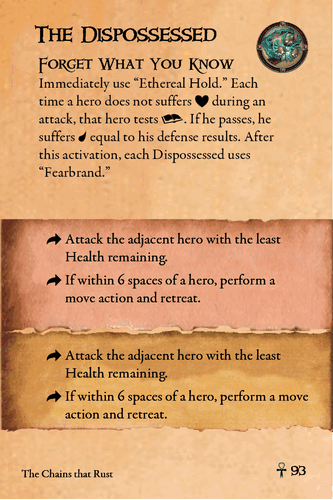 The Dispossessed
Forget What You Know
Immediately use “Ethereal Hold.” Each
time a hero does not suffers during an
attack, that hero tests . If he passes, he
suffers equal to his defense results. After
this activation, each Dispossessed uses
“Fearbrand.”
Attack the adjacent hero with the least
Health remaining.
If within 6 spaces of a hero, perform a
move action and retreat.
Attack the adjacent hero with the least
Health remaining.
If within 6 spaces of a hero, perform a move
action and retreat.
The Chains that Rust
93